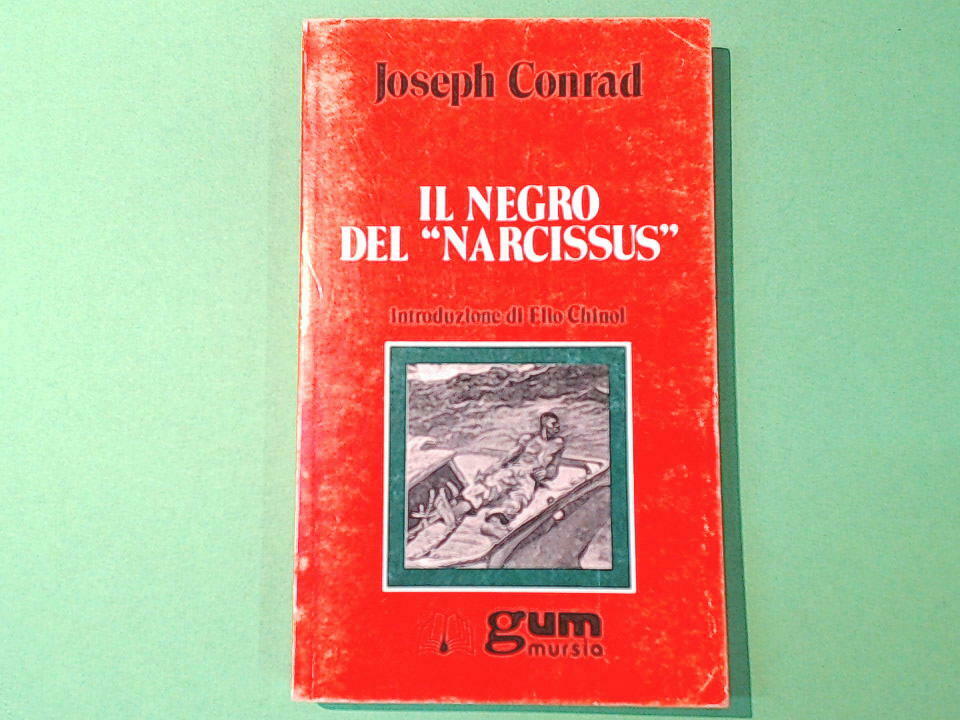 Joseph Conrad
IL NEGRO
DEL “NARCISSUS”
Introduzione di Elio Chinol
gum
mursia